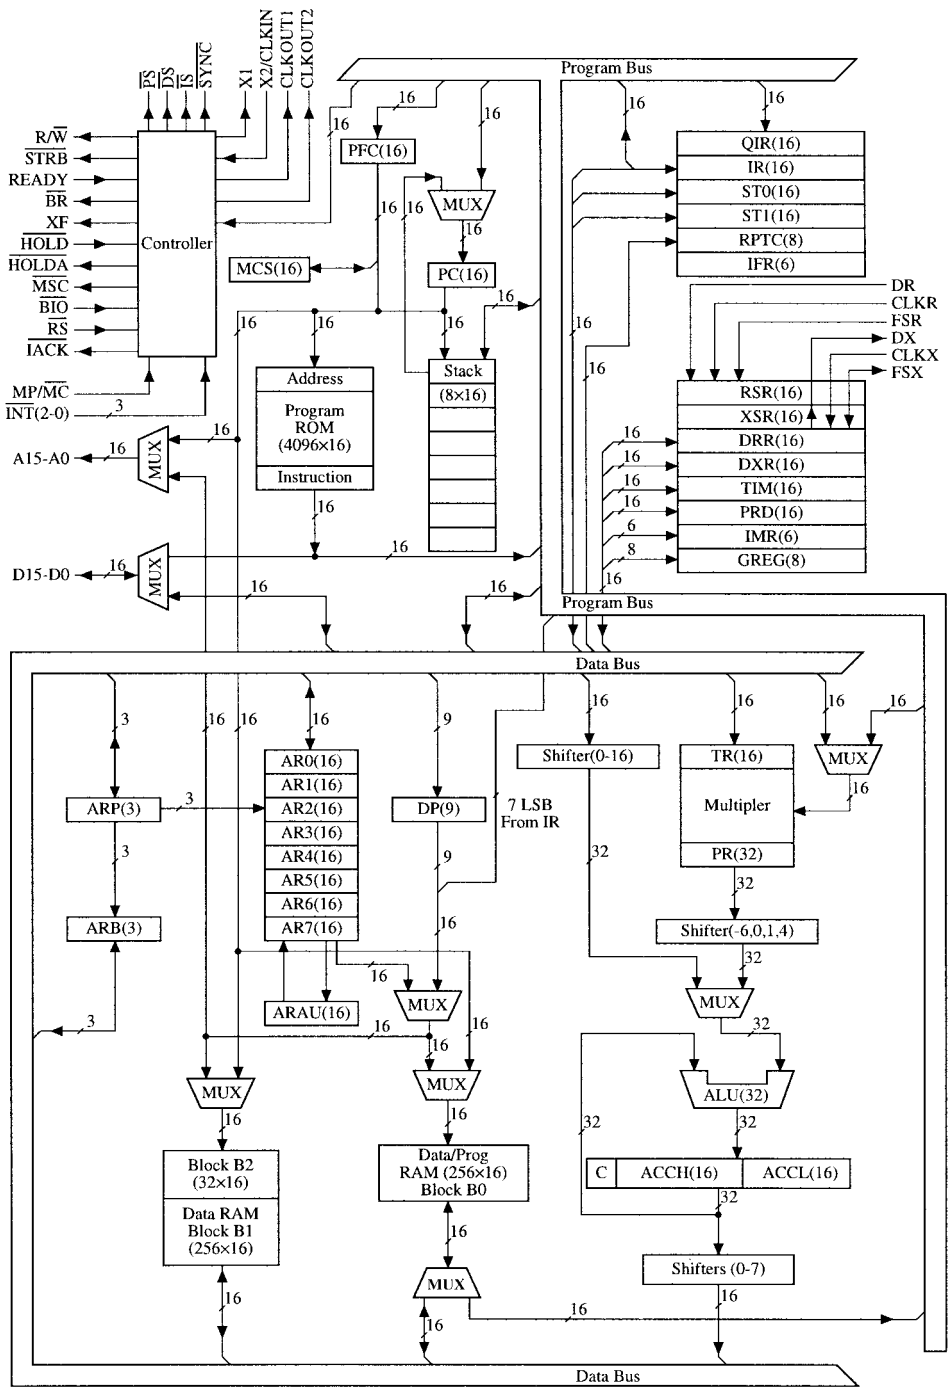 PS
DS
IS
SYNC
X1
X2/CLKIN
CLKOUT1
CLKOUT2
Program Bus
R/W
STRB
READY
BR
XF
HOLD
HOLDA
MSC
BIO
RS
IACK
MP/MC
INT(2-0)
3
Controller
16
16
PFC(16)
16
MUX
16
16
16
MCS(16)
PC(16)
16
16
16
16
16
Address
Program
ROM
(4096×16)
Instruction
16
Stack
(8×16)
16
16
QIR(16)
IR(16)
ST0(16)
ST1(16)
RPTC(8)
IFR(6)
16
16
DR
CLKR
FSR
DX
CLKX
FSX
RSR(16)
XSR(16)
DRR(16)
DXR(16)
TIM(16)
PRD(16)
IMR(6)
GREG(8)
16
16
16
16
6
8
16
A15-A0
16
MUX
16
D15-D0
16
MUX
16
16
16
Program Bus
Data Bus
3
16
16
16
9
16
16
16
16
16
ARP(3)
3
3
ARB(3)
3
AR0(16)
AR1(16)
AR2(16)
AR3(16)
AR4(16)
AR5(16)
AR6(16)
AR7(16)
ARAU(16)
DP(9)
9
7 LSB
From IR
16
16
MUX
16
16
16
Shifter(0-16)
32
TR(16)
Multipler
PR(32)
MUX
16
32
Shifter(-6,0,1,4)
32
MUX
32
ALU(32)
32
32
C
ACCH(16)
ACCL(16)
32
Shifters (0-7)
16
MUX
16
Block B2
(32×16)
Data RAM
Block B1
(256×16)
16
MUX
16
Data/Prog
RAM (256×16)
Block B0
16
MUX
16
16
Data Bus